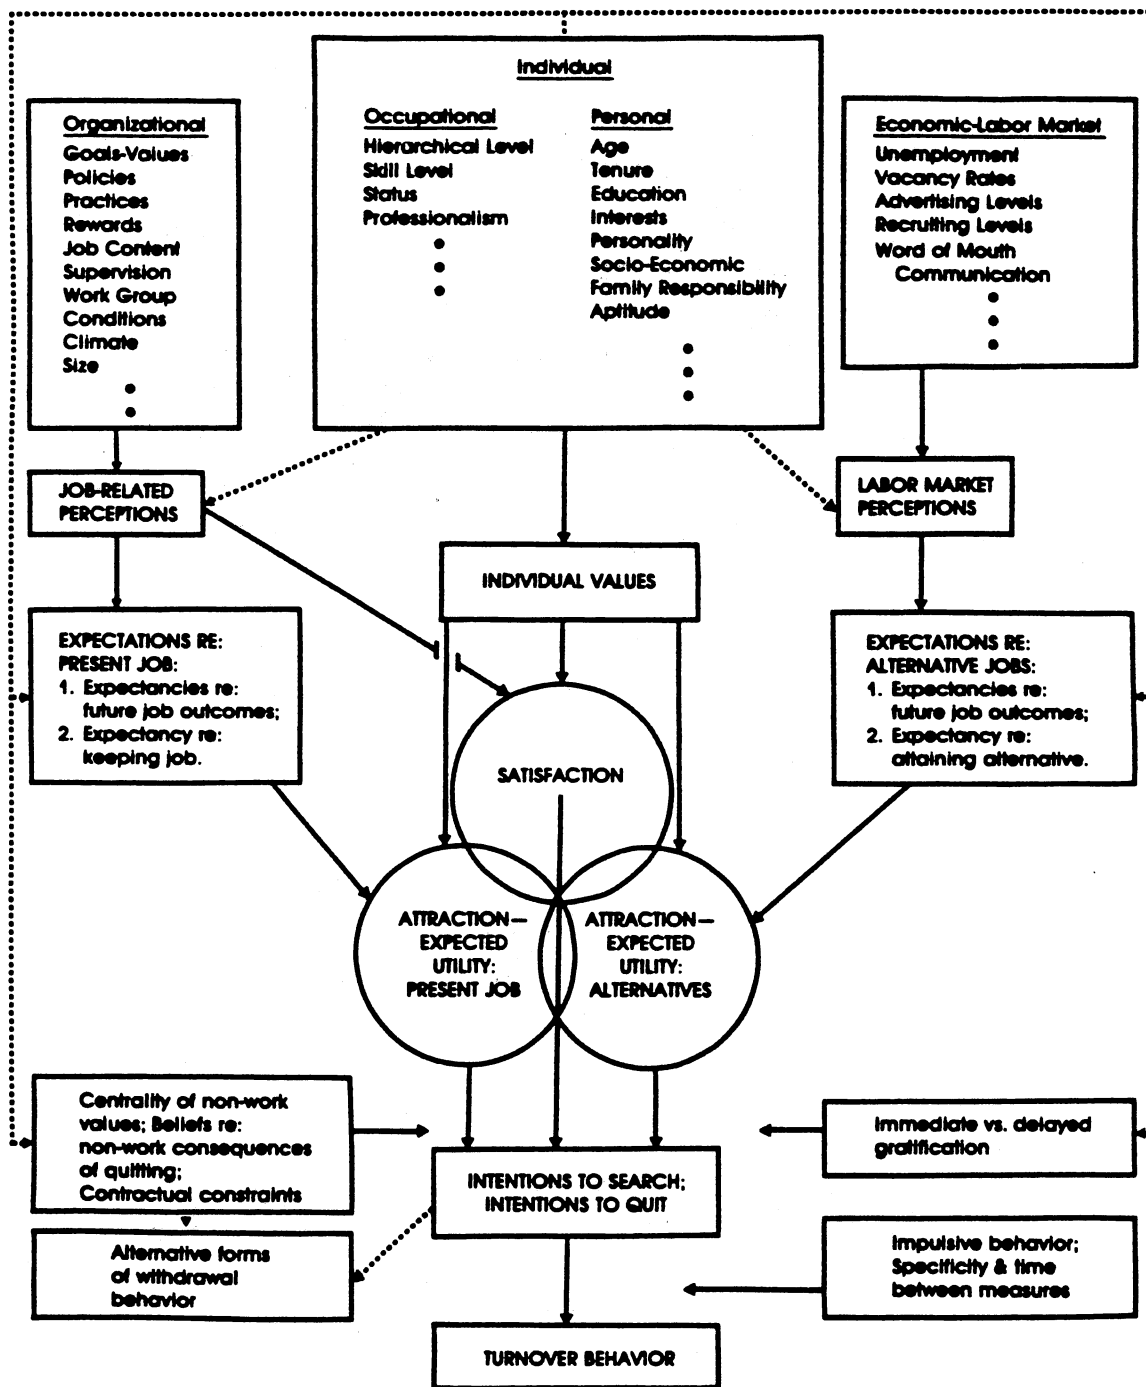 Individual
Organizational
Goals-Values
Policies
Practices
Rewards
Job Content
Supervision
Work Group
Conditions
Climate
Size
Occupational
Hierarchical Level
Skill Level
Status
Professionalism
Personal
Age
Tenure
Education
Interests
Personality
Socio-Economic
Family Responsibility
Aptitude
Economic-Labor Market
Unemployment
Vacancy Rates
Advertising Levels
Recruiting Levels
Word of Mouth
Communication
JOB-RELATED
PERCEPTIONS
LABOR MARKET
PERCEPTIONS
INDIVIDUAL VALUES
EXPECTATIONS RE:
PRESENT JOB:
1. Expectancies re:
future job outcomes;
2. Expectancy re:
keeping job.
EXPECTATIONS RE:
ALTERNATIVE JOBS:
1. Expectancies re:
future job outcomes;
2. Expectancy re:
attaining alternative.
SATISFACTION
ATTRACTION—
EXPECTED
UTILITY:
PRESENT JOB
ATTRACTION—
EXPECTED
UTILITY:
ALTERNATIVES
Centrality of non-work
values; Beliefs re:
non-work consequences
of quitting;
Contractual constraints
Immediate vs. delayed
gratification
INTENTIONS TO SEARCH;
INTENTIONS TO QUIT
Alternative forms
of withdrawal
behavior
Impulsive behavior;
Specificity & time
between measures
TURNOVER BEHAVIOR